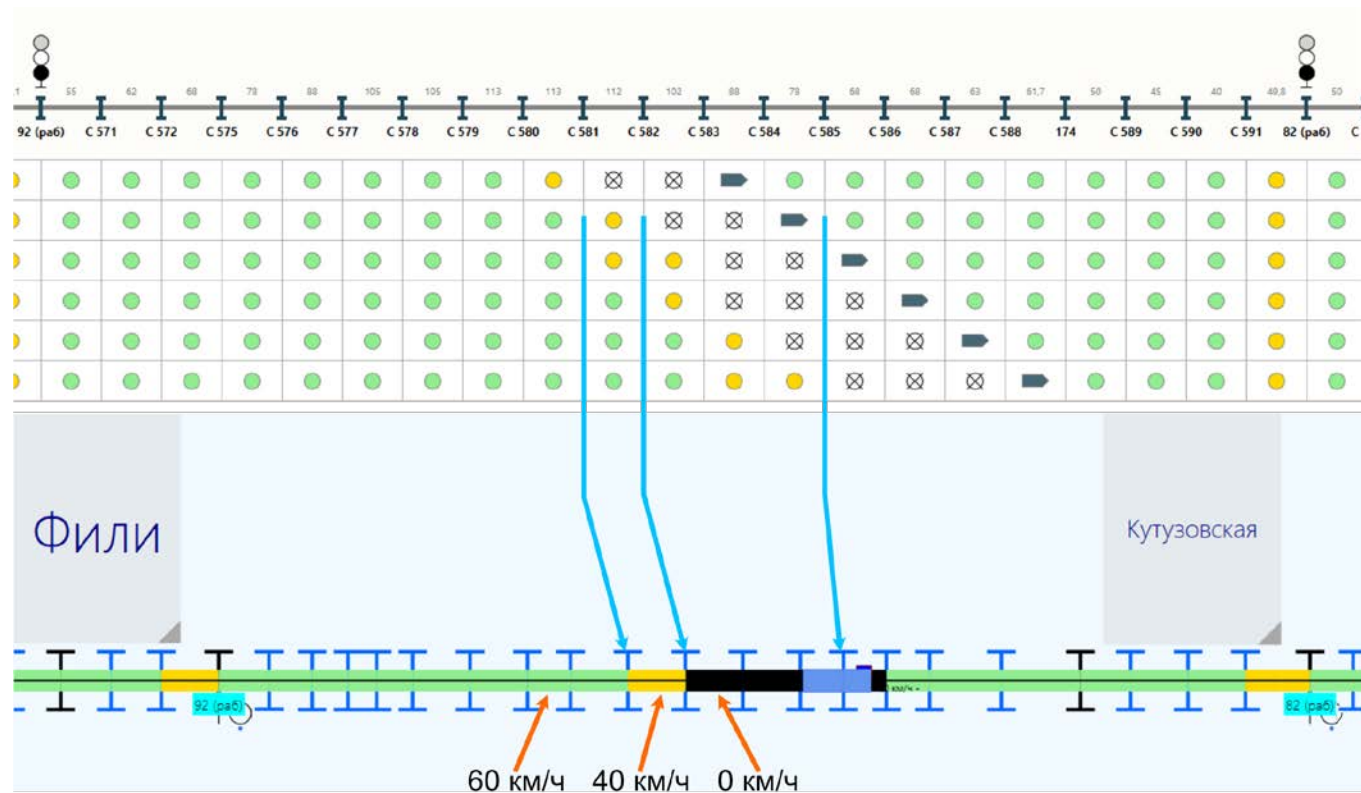 55 62 68 78 88 105 105 113 113 112 102 88 78 68 68 63 61,7 50 45 40 49,8 50
92 (раб) C 571 C 572 C 575 C 576 C 577 C 578 C 579 C 580 C 581 C 582 C 583 C 584 C 585 C 586 C 587 C 588 174 C 589 C 590 C 591 82 (раб) C
Фили
Кутузовская
км/ч -
92 (раб)
82 (раб)
60 км/ч 40 км/ч 0 км/ч